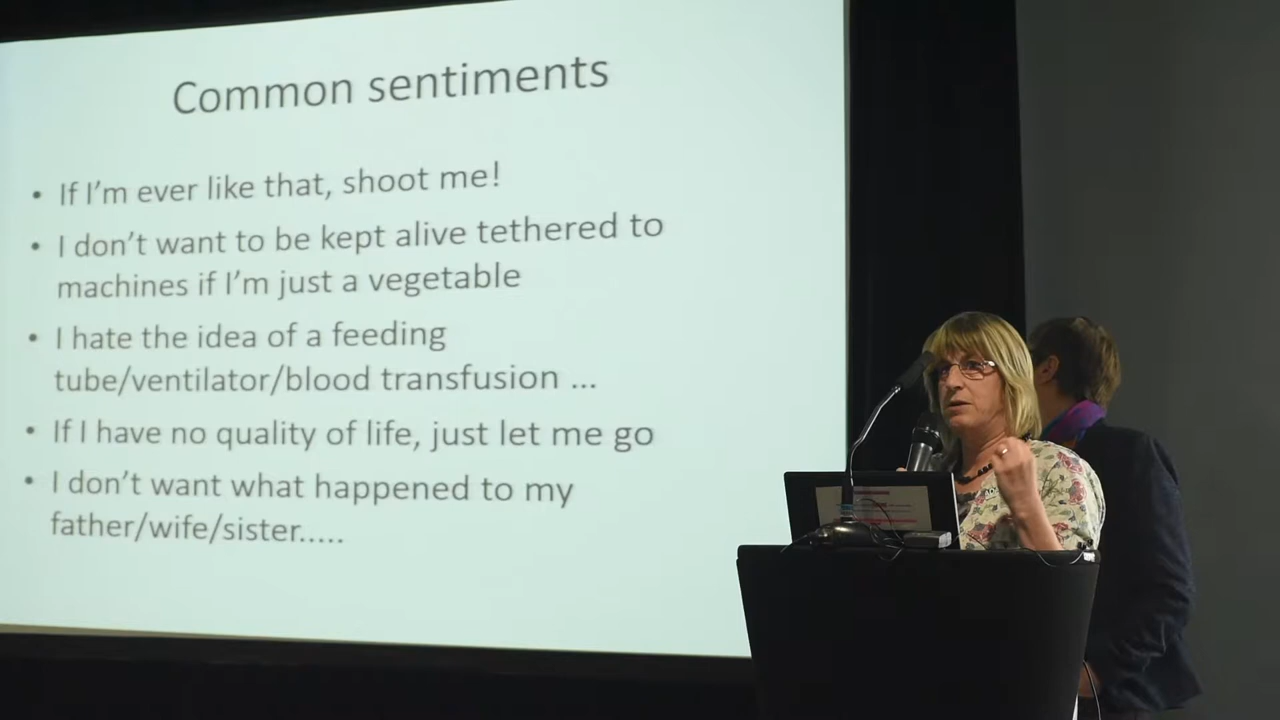 Common sentiments
• If I'm ever like that, shoot me!
• I don't want to be kept alive tethered to
machines if I'm just a vegetable
• I hate the idea of a feeding
tube/ventilator/blood transfusion ...
• If I have no quality of life, just let me go
• I don't want what happened to my
father/wife/sister.....